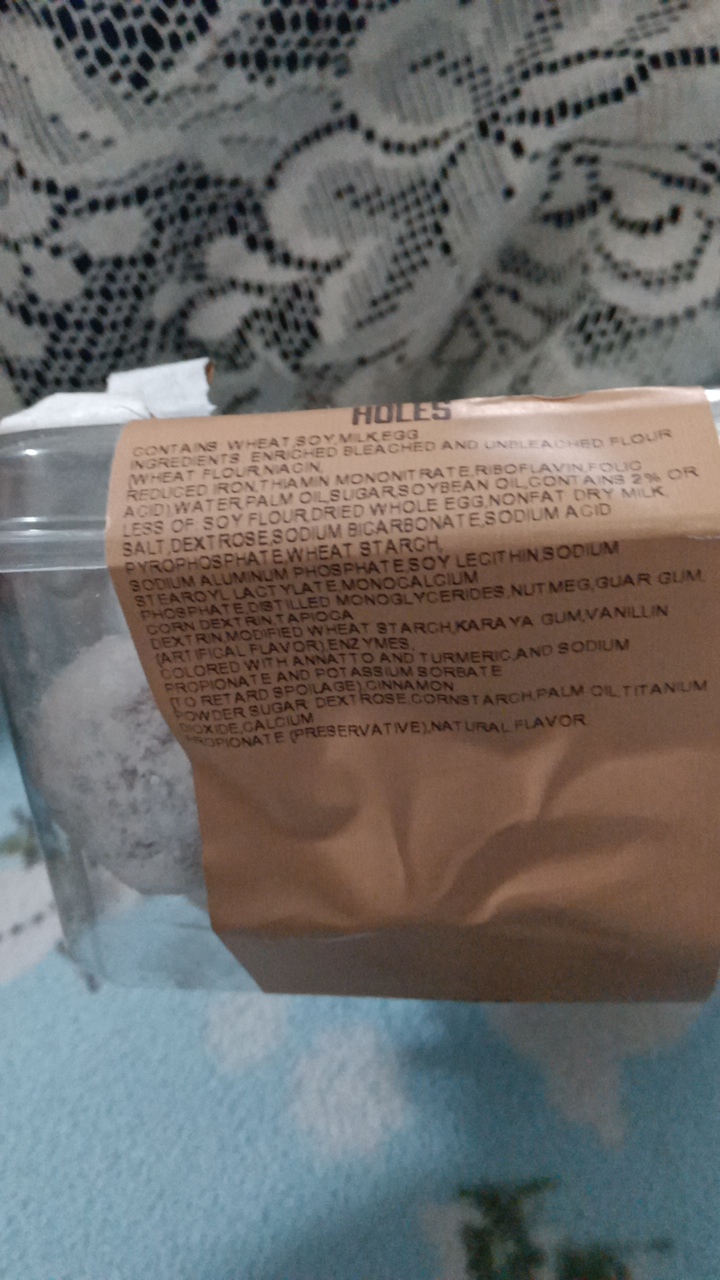 HOLES
CONTAINS WHEAT,SOY,MILK,EGG
INGREDIENTS ENRICHED BLEACHED AND UNBLEACHED FLOUR
(WHEAT FLOUR,NIACIN,
REDUCED IRON,THIAMIN MONONITRATE,RIBOFLAVIN,FOLIC
ACID),WATER,PALM OIL,SUGAR,SOYBEAN OIL,CONTAINS 2% OR
LESS OF SOY FLOUR,DRIED WHOLE EGG,NONFAT DRY MILK,
SALT,DEXTROSE,SODIUM BICARBONATE,SODIUM ACID
PYROPHOSPHATE,WHEAT STARCH,
SODIUM ALUMINUM PHOSPHATE,SOY LECITHIN,SODIUM
STEAROYL LACTYLATE,MONOCALCIUM
PHOSPHATE,DISTILLED MONOGLYCERIDES,NUTMEG,GUAR GUM,
CORN DEXTRIN,TAPIOCA
DEXTRIN,MODIFIED WHEAT STARCH,KARAYA GUM,VANILLIN
(ARTIFICAL FLAVOR),ENZYMES,
COLORED WITH ANNATTO AND TURMERIC,AND SODIUM
PROPIONATE AND POTASSIUM SORBATE
(TO RETARD SPOILAGE),CINNAMON
POWDER SUGAR DEXTROSE,CORNSTARCH,PALM OIL,TITANIUM
DIOXIDE,CALCIUM
PROPIONATE (PRESERVATIVE),NATURAL FLAVOR